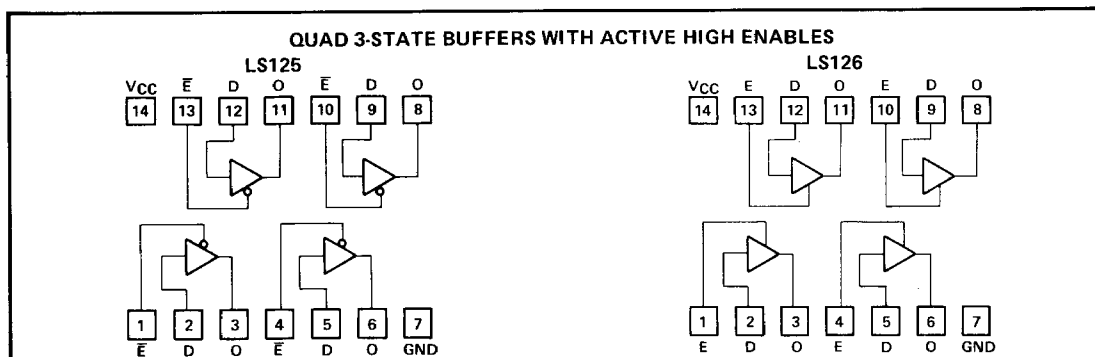 QUAD 3-STATE BUFFERS WITH ACTIVE HIGH ENABLES
LS125
VCC E̅ D O E̅ D O
14 13 12 11 10 9 8
1 2 3 4 5 6 7
E̅ D O E̅ D O GND
LS126
VCC E D O E D O
14 13 12 11 10 9 8
1 2 3 4 5 6 7
E D O E D O GND